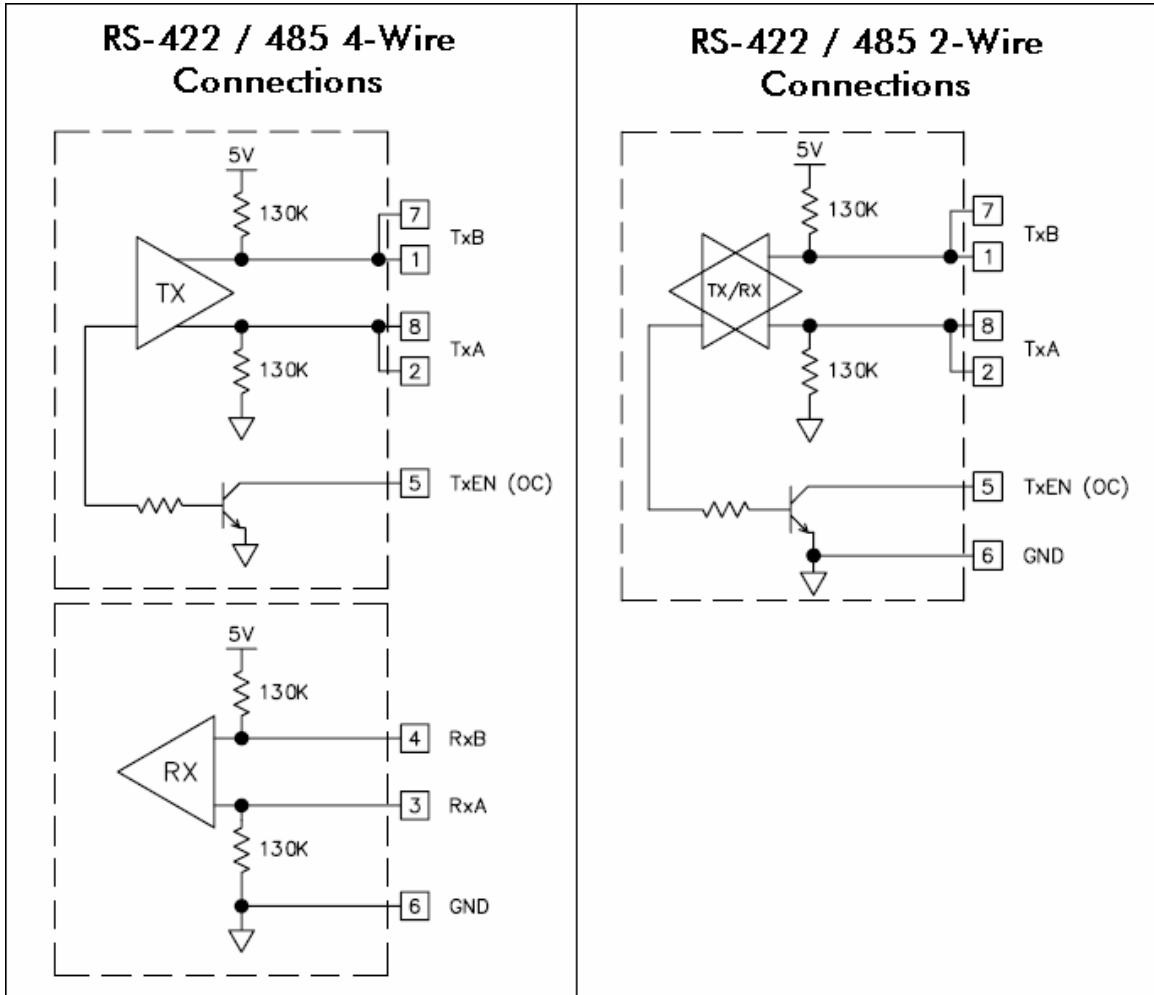 RS-422 / 485 4-Wire
Connections
5V
130K
7
TxB
1
TX
8
TxA
2
130K
5 TxEN (OC)
5V
130K
4 RxB
RX
3 RxA
130K
6 GND
RS-422 / 485 2-Wire
Connections
5V
130K
7
TxB
1
TX/RX
8
TxA
2
130K
5 TxEN (OC)
6 GND